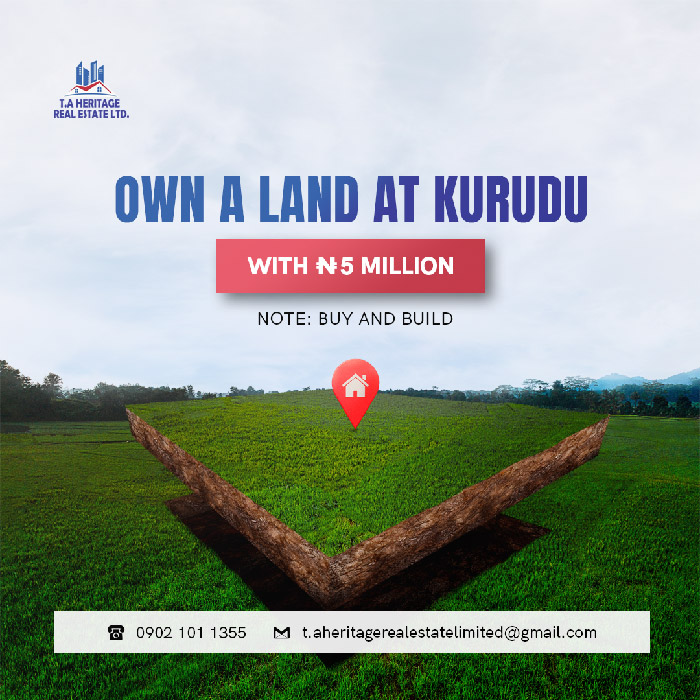 T.A HERITAGE
REAL ESTATE LTD.
OWN A LAND AT KURUDU
WITH ₦5 MILLION
NOTE: BUY AND BUILD
0902 101 1355 t.aheritagerealestatelimited@gmail.com